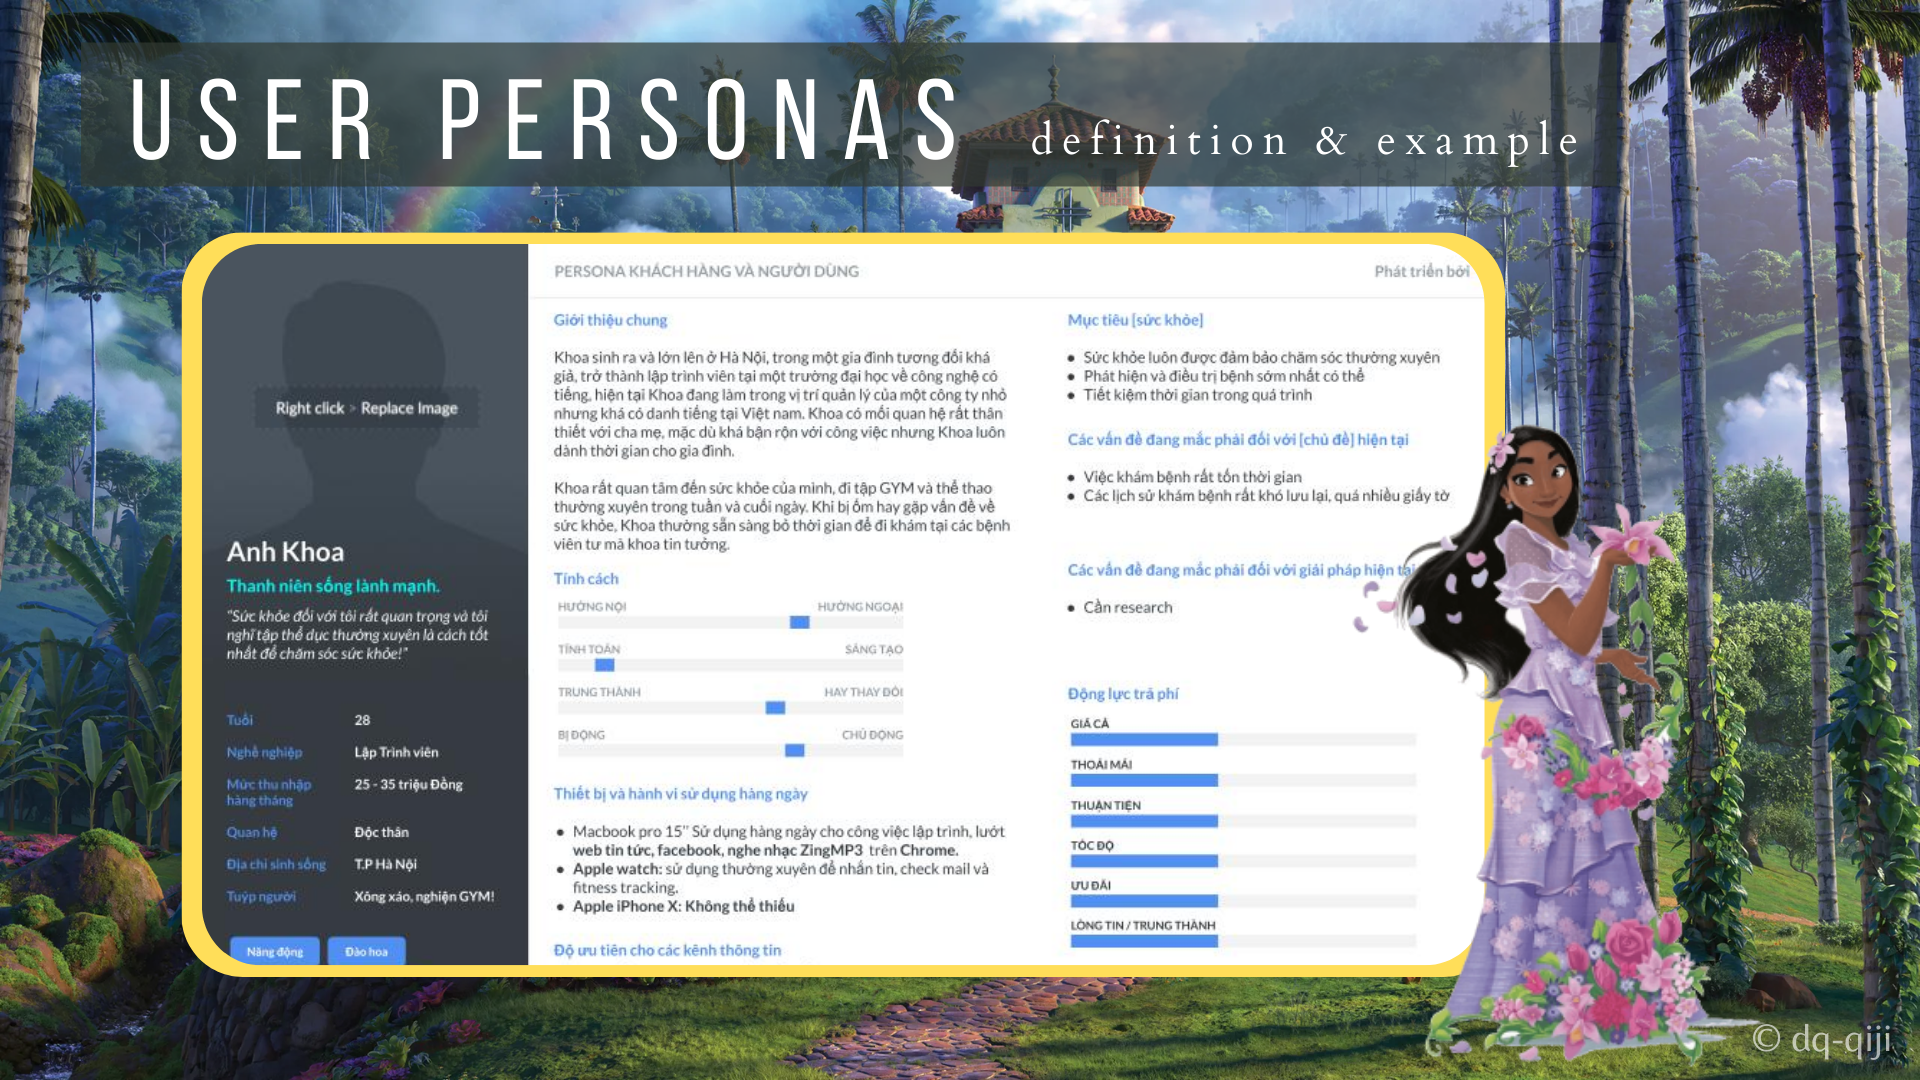 USER PERSONAS definition & example
PERSONA KHÁCH HÀNG VÀ NGƯỜI DÙNG
Phát triển bởi
Right click > Replace Image
Anh Khoa
Thanh niên sống lành mạnh.
"Sức khỏe đối với tôi rất quan trọng và tôi
nghĩ tập thể dục thường xuyên là cách tốt
nhất để chăm sóc sức khỏe!"
Tuổi 28
Nghề nghiệp Lập Trình viên
Mức thu nhập
hàng tháng 25 - 35 triệu Đồng
Quan hệ Độc thân
Địa chỉ sinh sống T.P Hà Nội
Tuýp người Xông xáo, nghiện GYM!
Năng động Đào hoa
Giới thiệu chung
Khoa sinh ra và lớn lên ở Hà Nội, trong một gia đình tương đối khá
giả, trở thành lập trình viên tại một trường đại học về công nghệ có
tiếng, hiện tại Khoa đang làm trong vị trí quản lý của một công ty nhỏ
nhưng khá có danh tiếng tại Việt nam. Khoa có mối quan hệ rất thân
thiết với cha mẹ, mặc dù khá bận rộn với công việc nhưng Khoa luôn
dành thời gian cho gia đình.
Khoa rất quan tâm đến sức khỏe của mình, đi tập GYM và thể thao
thường xuyên trong tuần và cuối ngày. Khi bị ốm hay gặp vấn đề về
sức khỏe, Khoa thường sẵn sàng bỏ thời gian để đi khám tại các bệnh
viên tư mà khoa tin tưởng.
Tính cách
HƯỚNG NỘI HƯỚNG NGOẠI
TÍNH TOÁN SÁNG TẠO
TRUNG THÀNH HAY THAY ĐỔI
BỊ ĐỘNG CHỦ ĐỘNG
Thiết bị và hành vi sử dụng hàng ngày
• Macbook pro 15" Sử dụng hàng ngày cho công việc lập trình, lướt
web tin tức, facebook, nghe nhạc ZingMP3 trên Chrome.
• Apple watch: sử dụng thường xuyên để nhắn tin, check mail và
fitness tracking.
• Apple iPhone X: Không thể thiếu
Độ ưu tiên cho các kênh thông tin
Mục tiêu [sức khỏe]
• Sức khỏe luôn được đảm bảo chăm sóc thường xuyên
• Phát hiện và điều trị bệnh sớm nhất có thể
• Tiết kiệm thời gian trong quá trình
Các vấn đề đang mắc phải đối với [chủ đề] hiện tại
• Việc khám bệnh rất tốn thời gian
• Các lịch sử khám bệnh rất khó lưu lại, quá nhiều giấy tờ
Các vấn đề đang mắc phải đối với giải pháp hiện tại
• Cần research
Động lực trả phí
GIÁ CẢ
THOẢI MÁI
THUẬN TIỆN
TỐC ĐỘ
ƯU ĐÃI
LÒNG TIN / TRUNG THÀNH
© dq-qiji